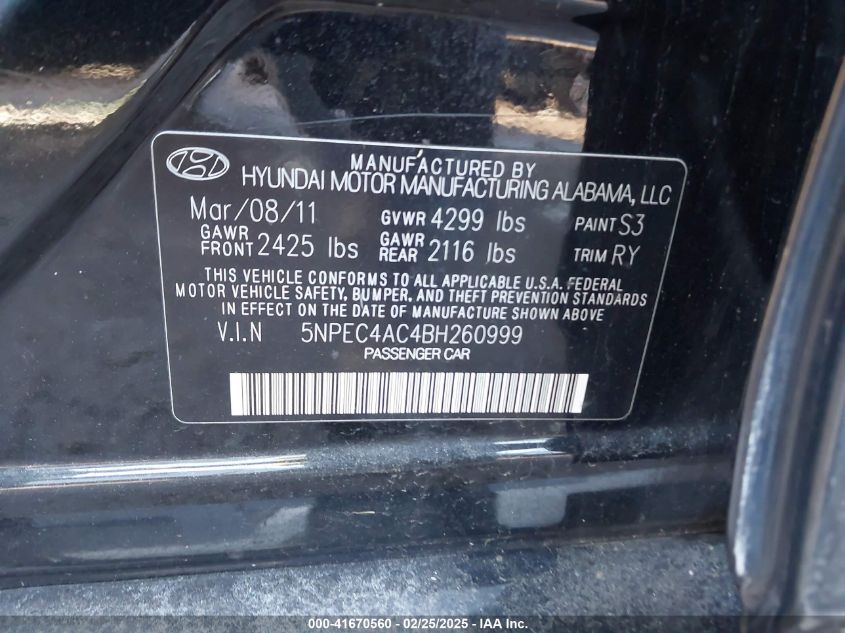 MANUFACTURED BY
HYUNDAI MOTOR MANUFACTURING ALABAMA, LLC
Mar/08/11 GVWR 4299 lbs PAINT S3
GAWR FRONT 2425 lbs GAWR REAR 2116 lbs TRIM RY
THIS VEHICLE CONFORMS TO ALL APPLICABLE U.S.A. FEDERAL
MOTOR VEHICLE SAFETY, BUMPER, AND THEFT PREVENTION STANDARDS
IN EFFECT ON THE DATE OF MANUFACTURE SHOWN ABOVE
V.I.N 5NPEC4AC4BH260999
PASSENGER CAR
000-41670560 - 02/25/2025 - IAAI.com